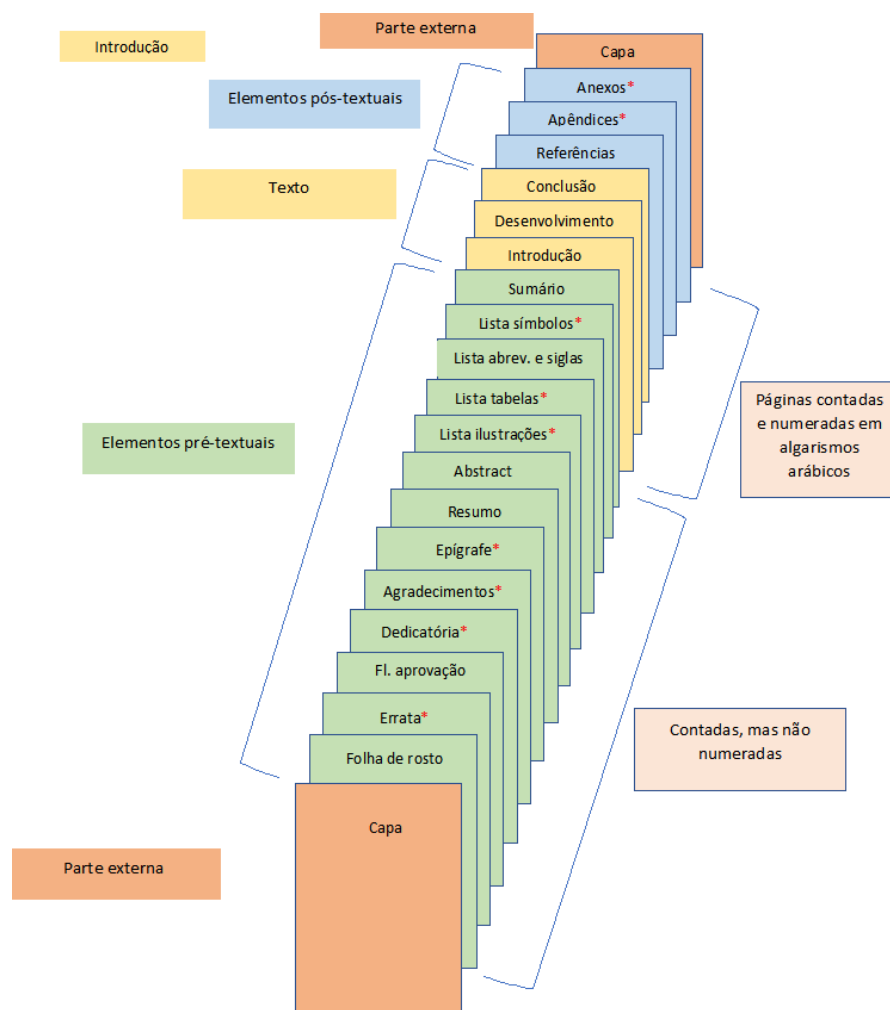 Parte externa
Introdução
Capa
Elementos pós-textuais
Anexos*
Apêndices*
Referências
Texto
Conclusão
Desenvolvimento
Introdução
Sumário
Lista símbolos*
Lista abrev. e siglas
Lista tabelas*
Lista ilustrações*
Páginas contadas
e numeradas em
algarismos
arábicos
Elementos pré-textuais
Abstract
Resumo
Epígrafe*
Agradecimentos*
Dedicatória*
Fl. aprovação
Errata*
Folha de rosto
Contadas, mas não
numeradas
Capa
Parte externa